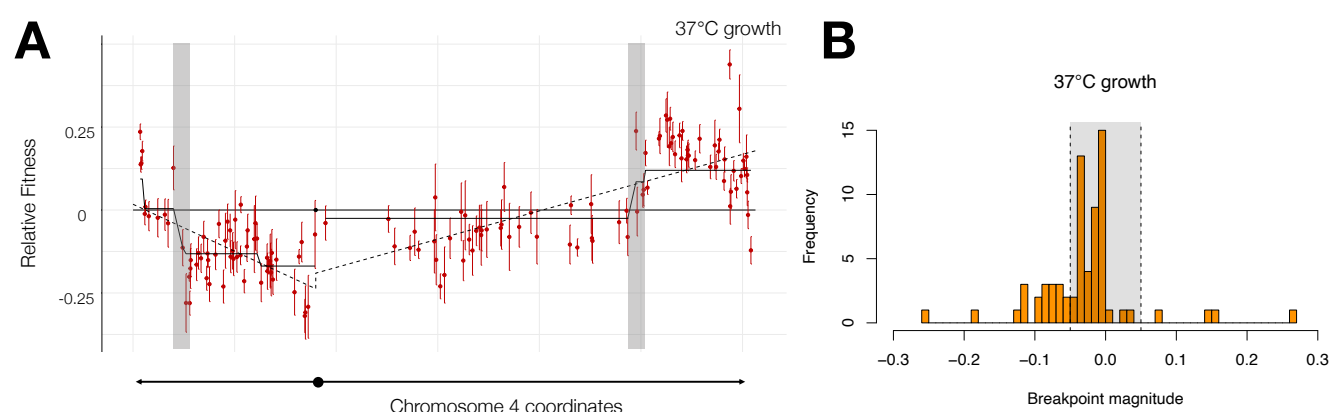 A
37°C growth
0.25
0
-0.25
Relative Fitness
Chromosome 4 coordinates
B
37°C growth
15
10
5
0
Frequency
−0.3 −0.2 −0.1 0.0 0.1 0.2 0.3
Breakpoint magnitude